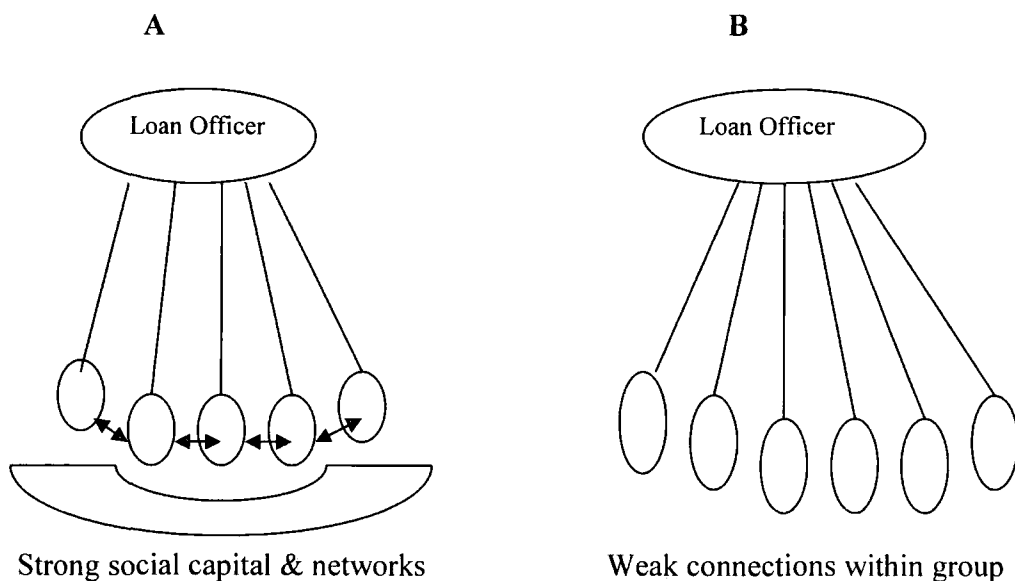 A
B
Loan Officer
Loan Officer
Strong social capital & networks
Weak connections within group